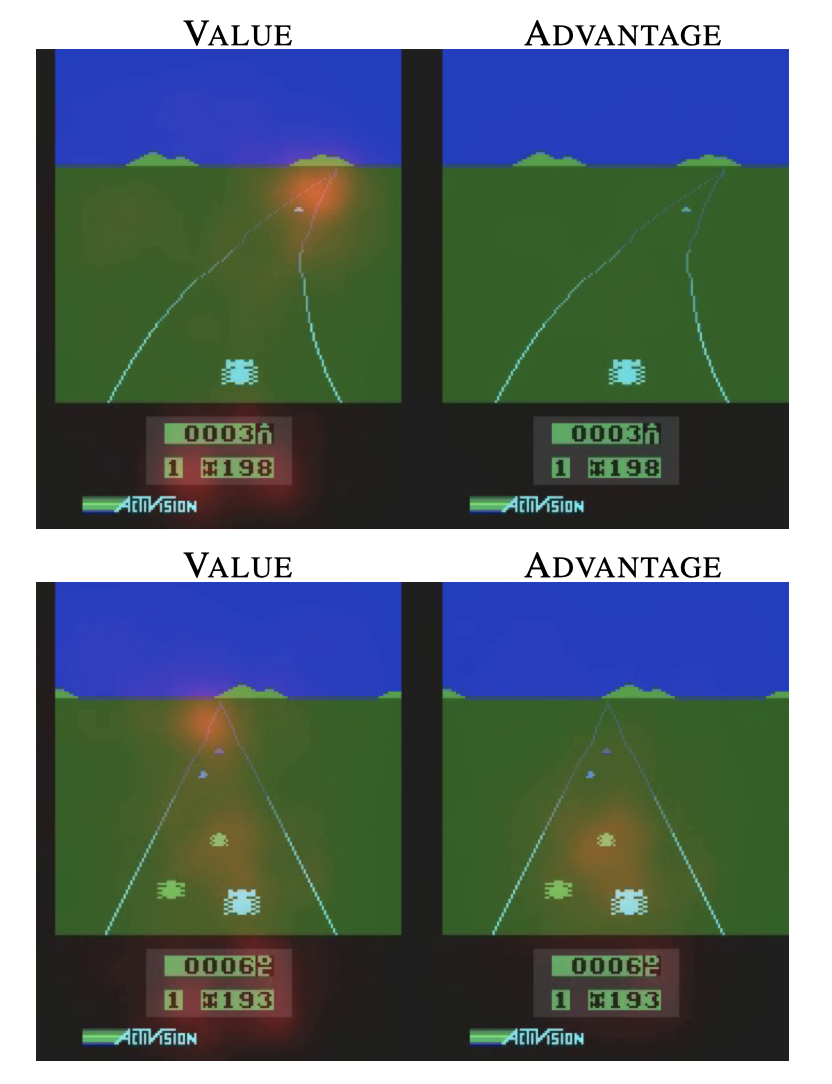 VALUE ADVANTAGE
0003 0003
1 198 1 198
ACTIVISION ACTIVISION
VALUE ADVANTAGE
0006 0006
1 193 1 193
ACTIVISION ACTIVISION